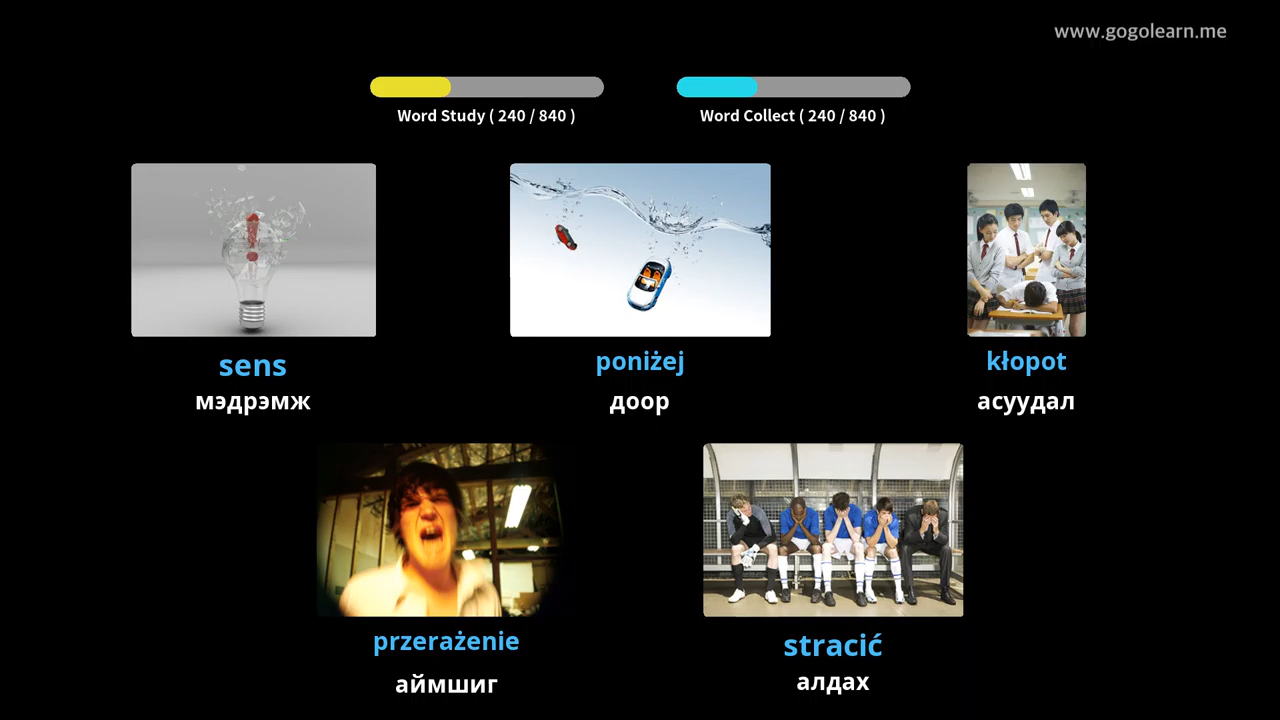 www.gogolearn.me
Word Study ( 240 / 840 )
Word Collect ( 240 / 840 )
sens
мэдрэмж
poniżej
доор
kłopot
асуудал
przerażenie
аймшиг
stracić
алдах